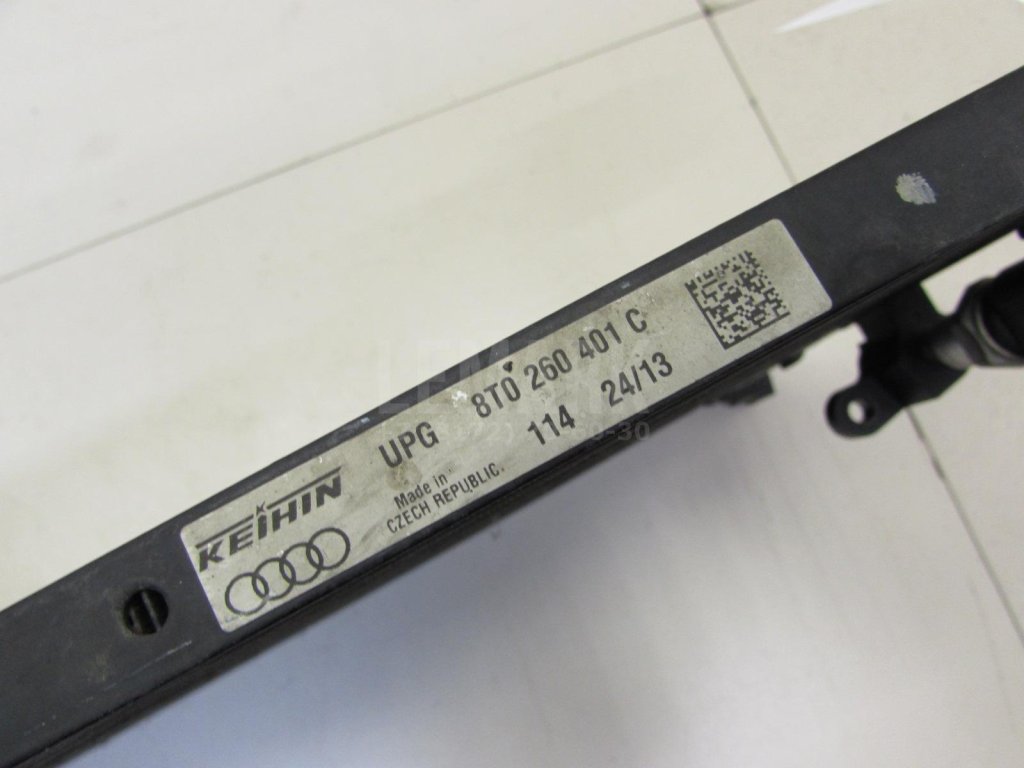 KEIHIN
UPG 8T0 260 401 C
114 24/13
Made in
CZECH REPUBLIC.